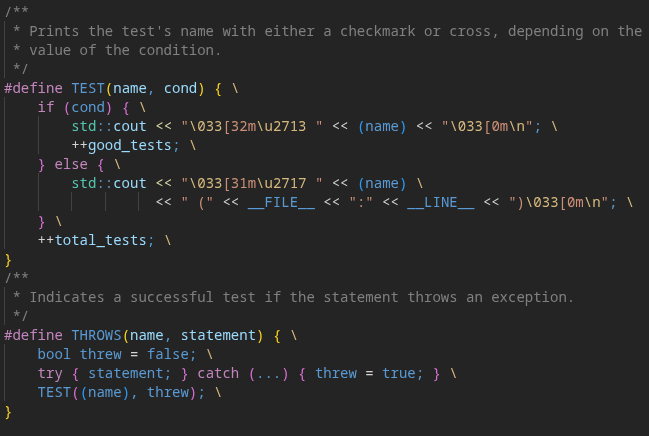 /**
 * Prints the test's name with either a checkmark or cross, depending on the
 * value of the condition.
 */
#define TEST(name, cond) { \
    if (cond) { \
        std::cout << "\033[32m\u2713 " << (name) << "\033[0m\n"; \
        ++good_tests; \
    } else { \
        std::cout << "\033[31m\u2717 " << (name) \
                  << " (" << __FILE__ << ":" << __LINE__ << ")\033[0m\n"; \
    } \
    ++total_tests; \
}
/**
 * Indicates a successful test if the statement throws an exception.
 */
#define THROWS(name, statement) { \
    bool threw = false; \
    try { statement; } catch (...) { threw = true; } \
    TEST((name), threw); \
}